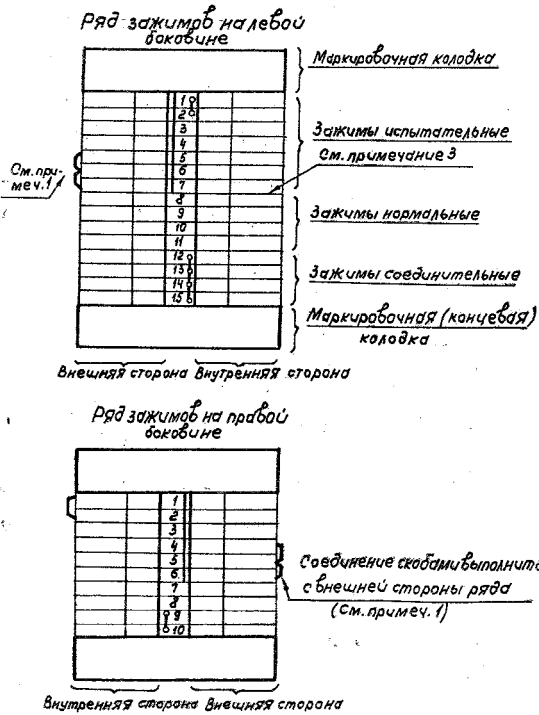 Ряд зажимов на левой
боковине
Маркировочная колодка
1
2
3
4
5
6
7
8
9
10
11
12
13
14
15
Зажимы испытательные
См. примечание 3
См. при-
меч. 1
Зажимы нормальные
Зажимы соединительные
Маркировочная (концевая)
колодка
Внешняя сторона Внутренняя сторона
Ряд зажимов на правой
боковине
1
2
3
4
5
6
7
8
9
10
Соединение скобами выполнит
с внешней стороны ряда
(См. примеч. 1)
Внутренняя сторона Внешняя сторона